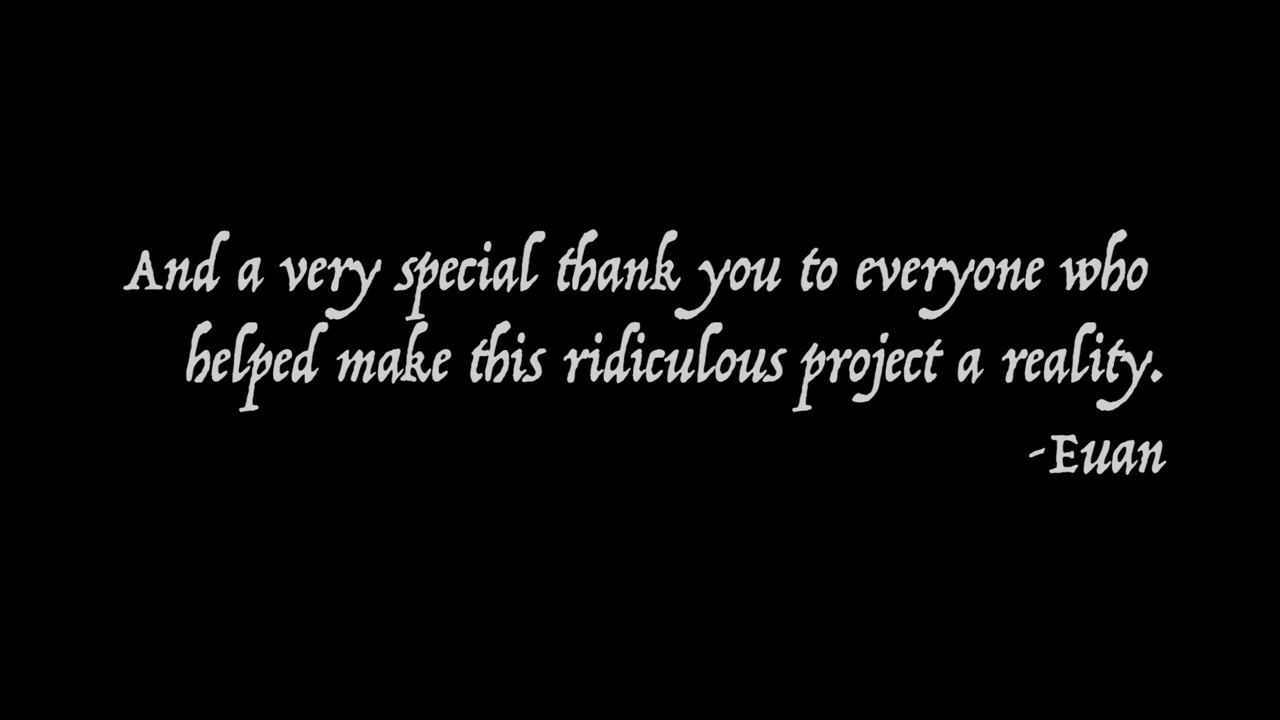 And a very special thank you to everyone who
helped make this ridiculous project a reality.
-Euan